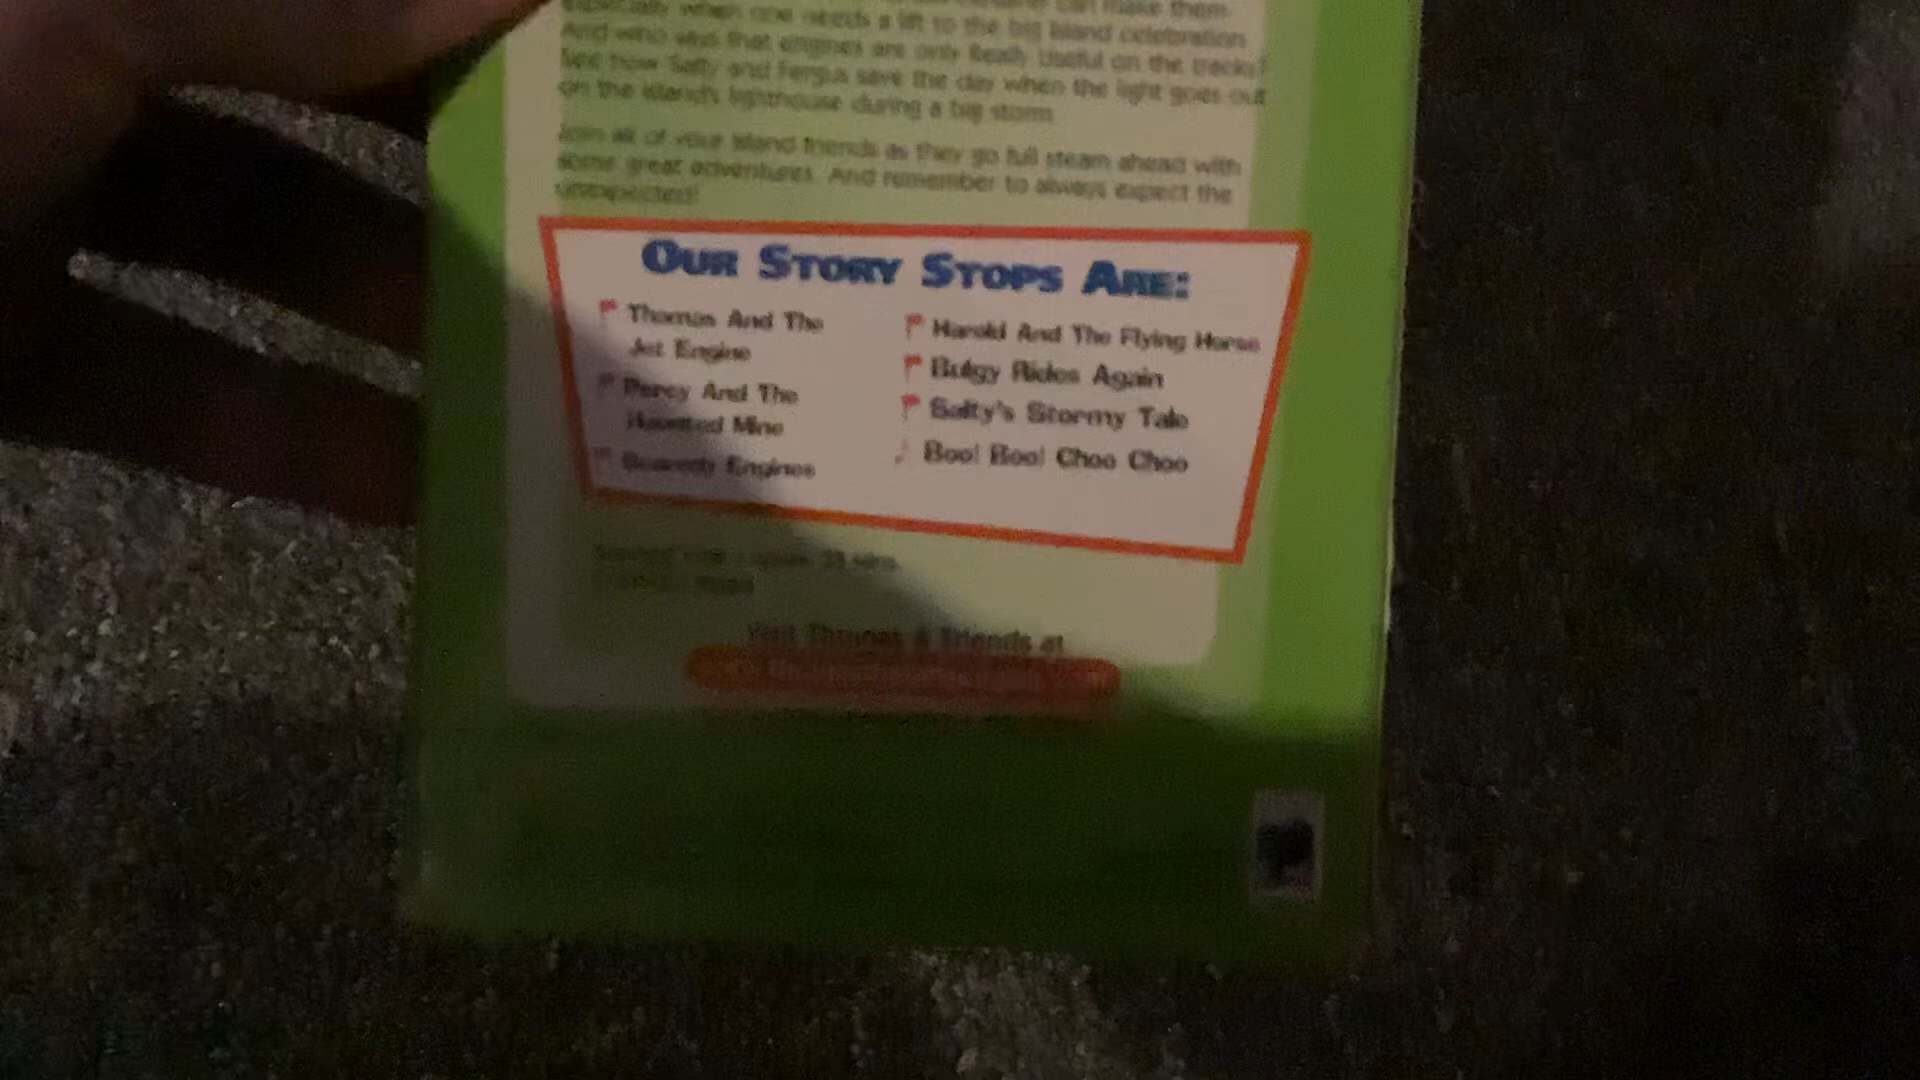 can make them
especially when one needs a lift to the big Island celebration.
And who said that engines are only Really Useful on the tracks?
See how Salty and Fergus save the day when the light goes out
on the island's lighthouse during a big storm.
Join all of your Island friends as they go full steam ahead with
some great adventures. And remember to always expect the
unexpected!
OUR STORY STOPS ARE:
Thomas And The
Jet Engine
Percy And The
Haunted Mine
Engines
Harold And The Flying Horse
Bulgy Rides Again
Salty's Stormy Tale
Boo! Boo! Choo Choo
Visit Thomas & Friends at